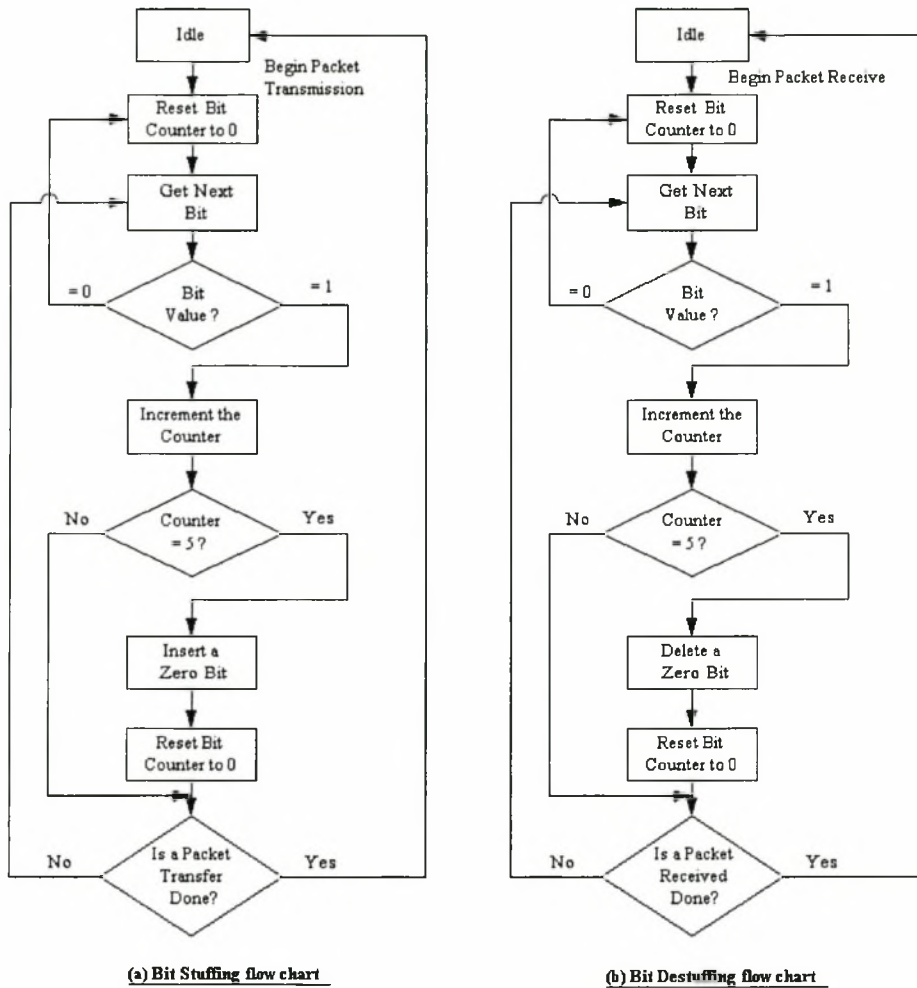 Idle
Begin Packet
Transmission
Reset Bit
Counter to 0
Get Next
Bit
= 0
Bit
Value ?
= 1
Increment the
Counter
No
Counter
= 5 ?
Yes
Insert a
Zero Bit
Reset Bit
Counter to 0
No
Is a Packet
Transfer
Done?
Yes
(a) Bit Stuffing flow chart
Idle
Begin Packet Receive
Reset Bit
Counter to 0
Get Next
Bit
= 0
Bit
Value ?
= 1
Increment the
Counter
No
Counter
= 5 ?
Yes
Delete a
Zero Bit
Reset Bit
Counter to 0
No
Is a Packet
Received
Done?
Yes
(b) Bit Destuffing flow chart